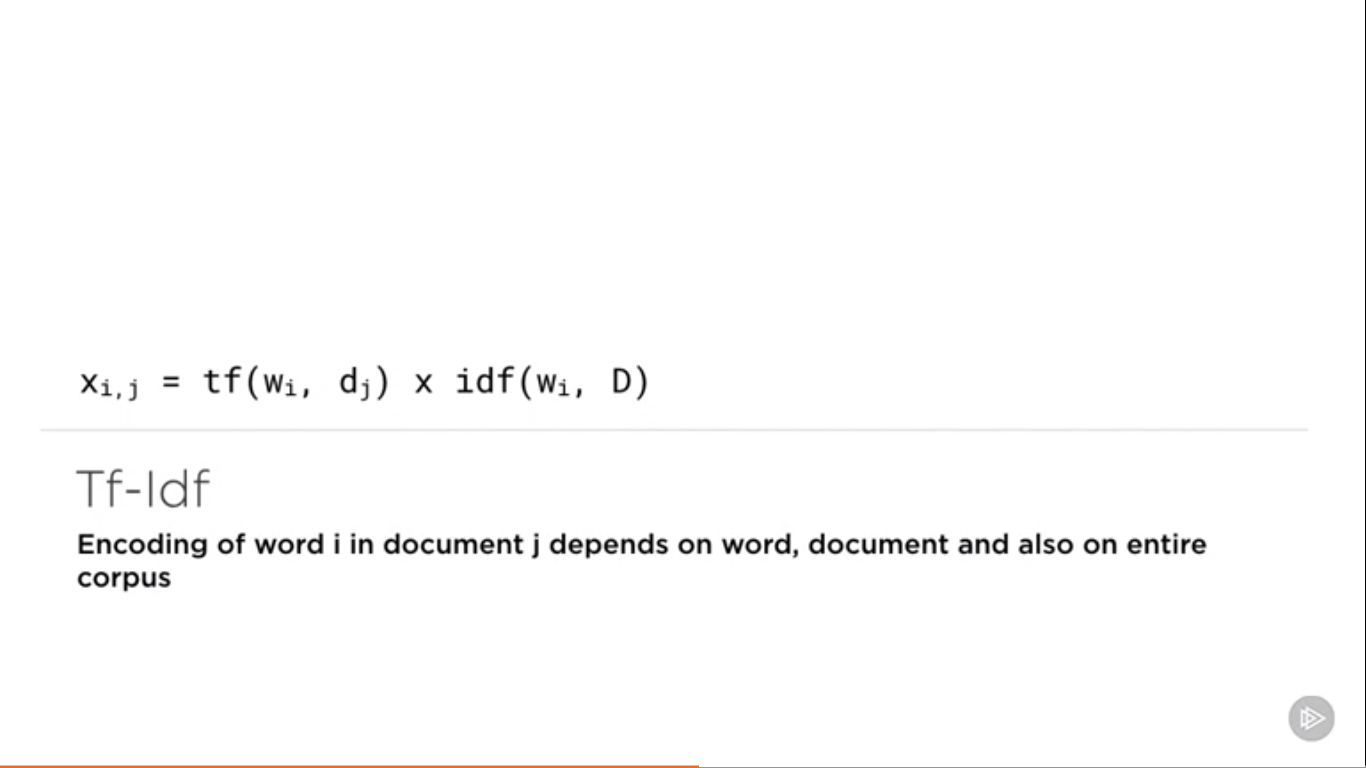 xᵢ,ⱼ = tf(wᵢ, dⱼ) x idf(wᵢ, D)
Tf-Idf
Encoding of word i in document j depends on word, document and also on entire
corpus